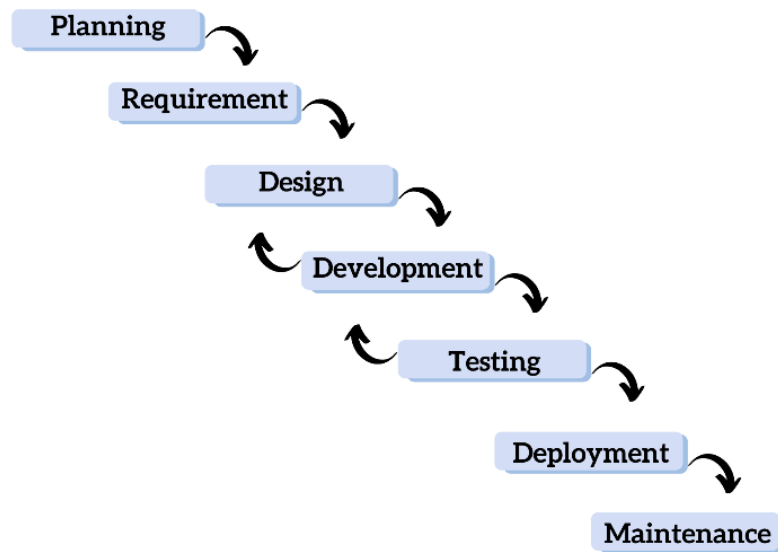 Planning
Requirement
Design
Development
Testing
Deployment
Maintenance